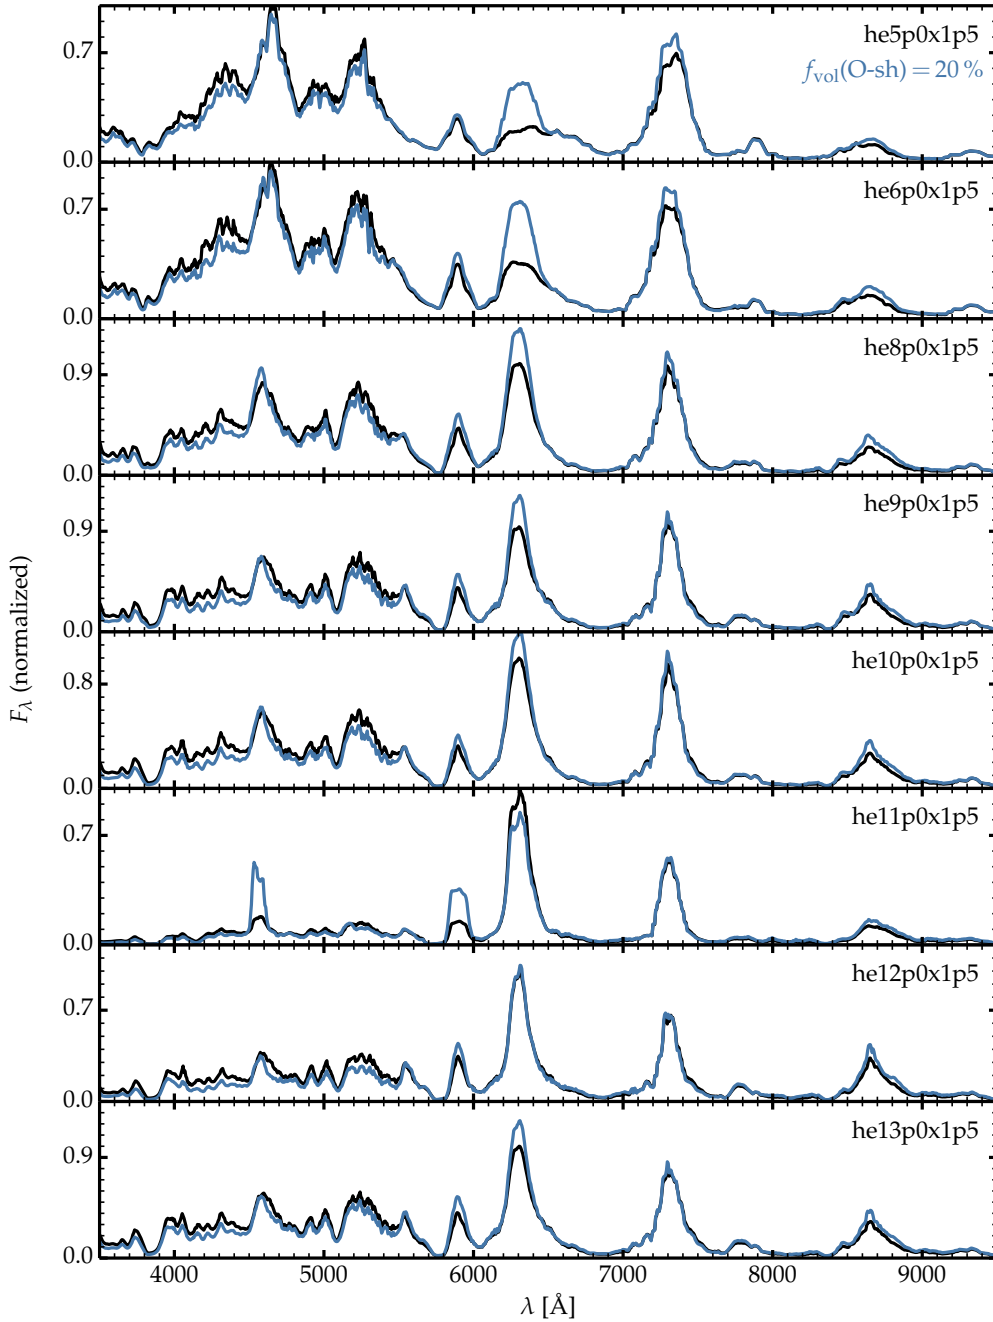 he5p0x1p5
f_vol(O-sh) = 20 %
0.7
0.0
he6p0x1p5
0.7
0.0
he8p0x1p5
0.9
0.0
he9p0x1p5
0.9
0.0
he10p0x1p5
0.8
0.0
he11p0x1p5
0.7
0.0
he12p0x1p5
0.7
0.0
he13p0x1p5
0.9
0.0
F_λ (normalized)
4000 5000 6000 7000 8000 9000
λ [Å]